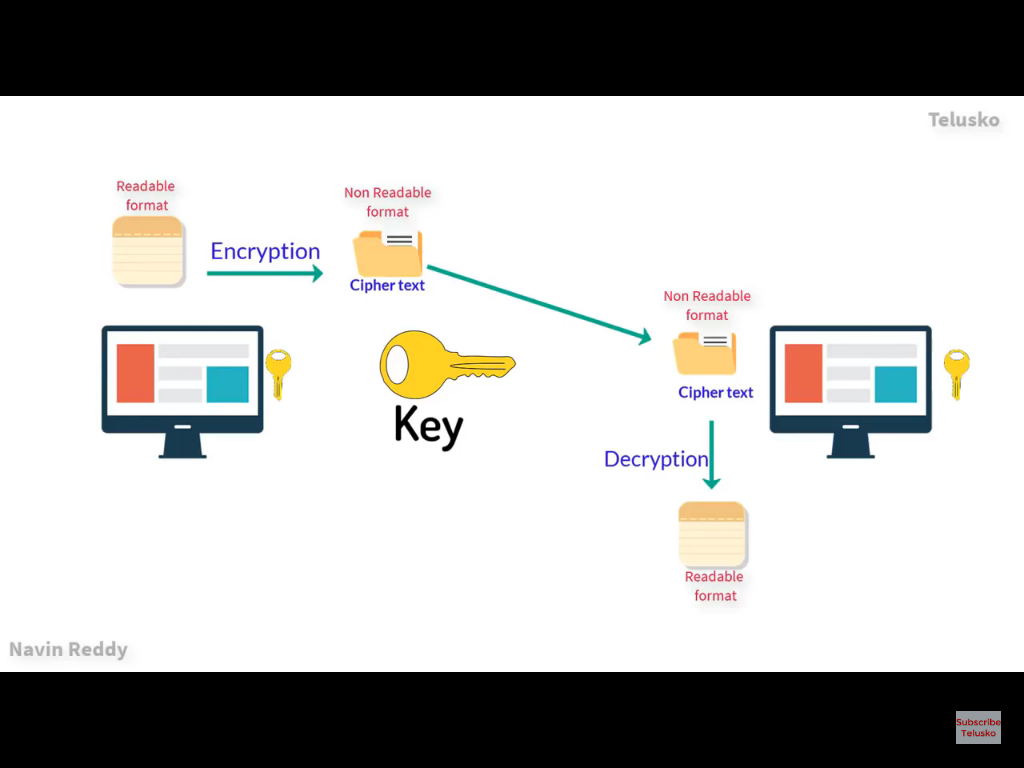 Telusko
Readable
format
Non Readable
format
Encryption
Cipher text
Non Readable
format
Cipher text
Key
Decryption
Readable
format
Navin Reddy
Subscribe
Telusko